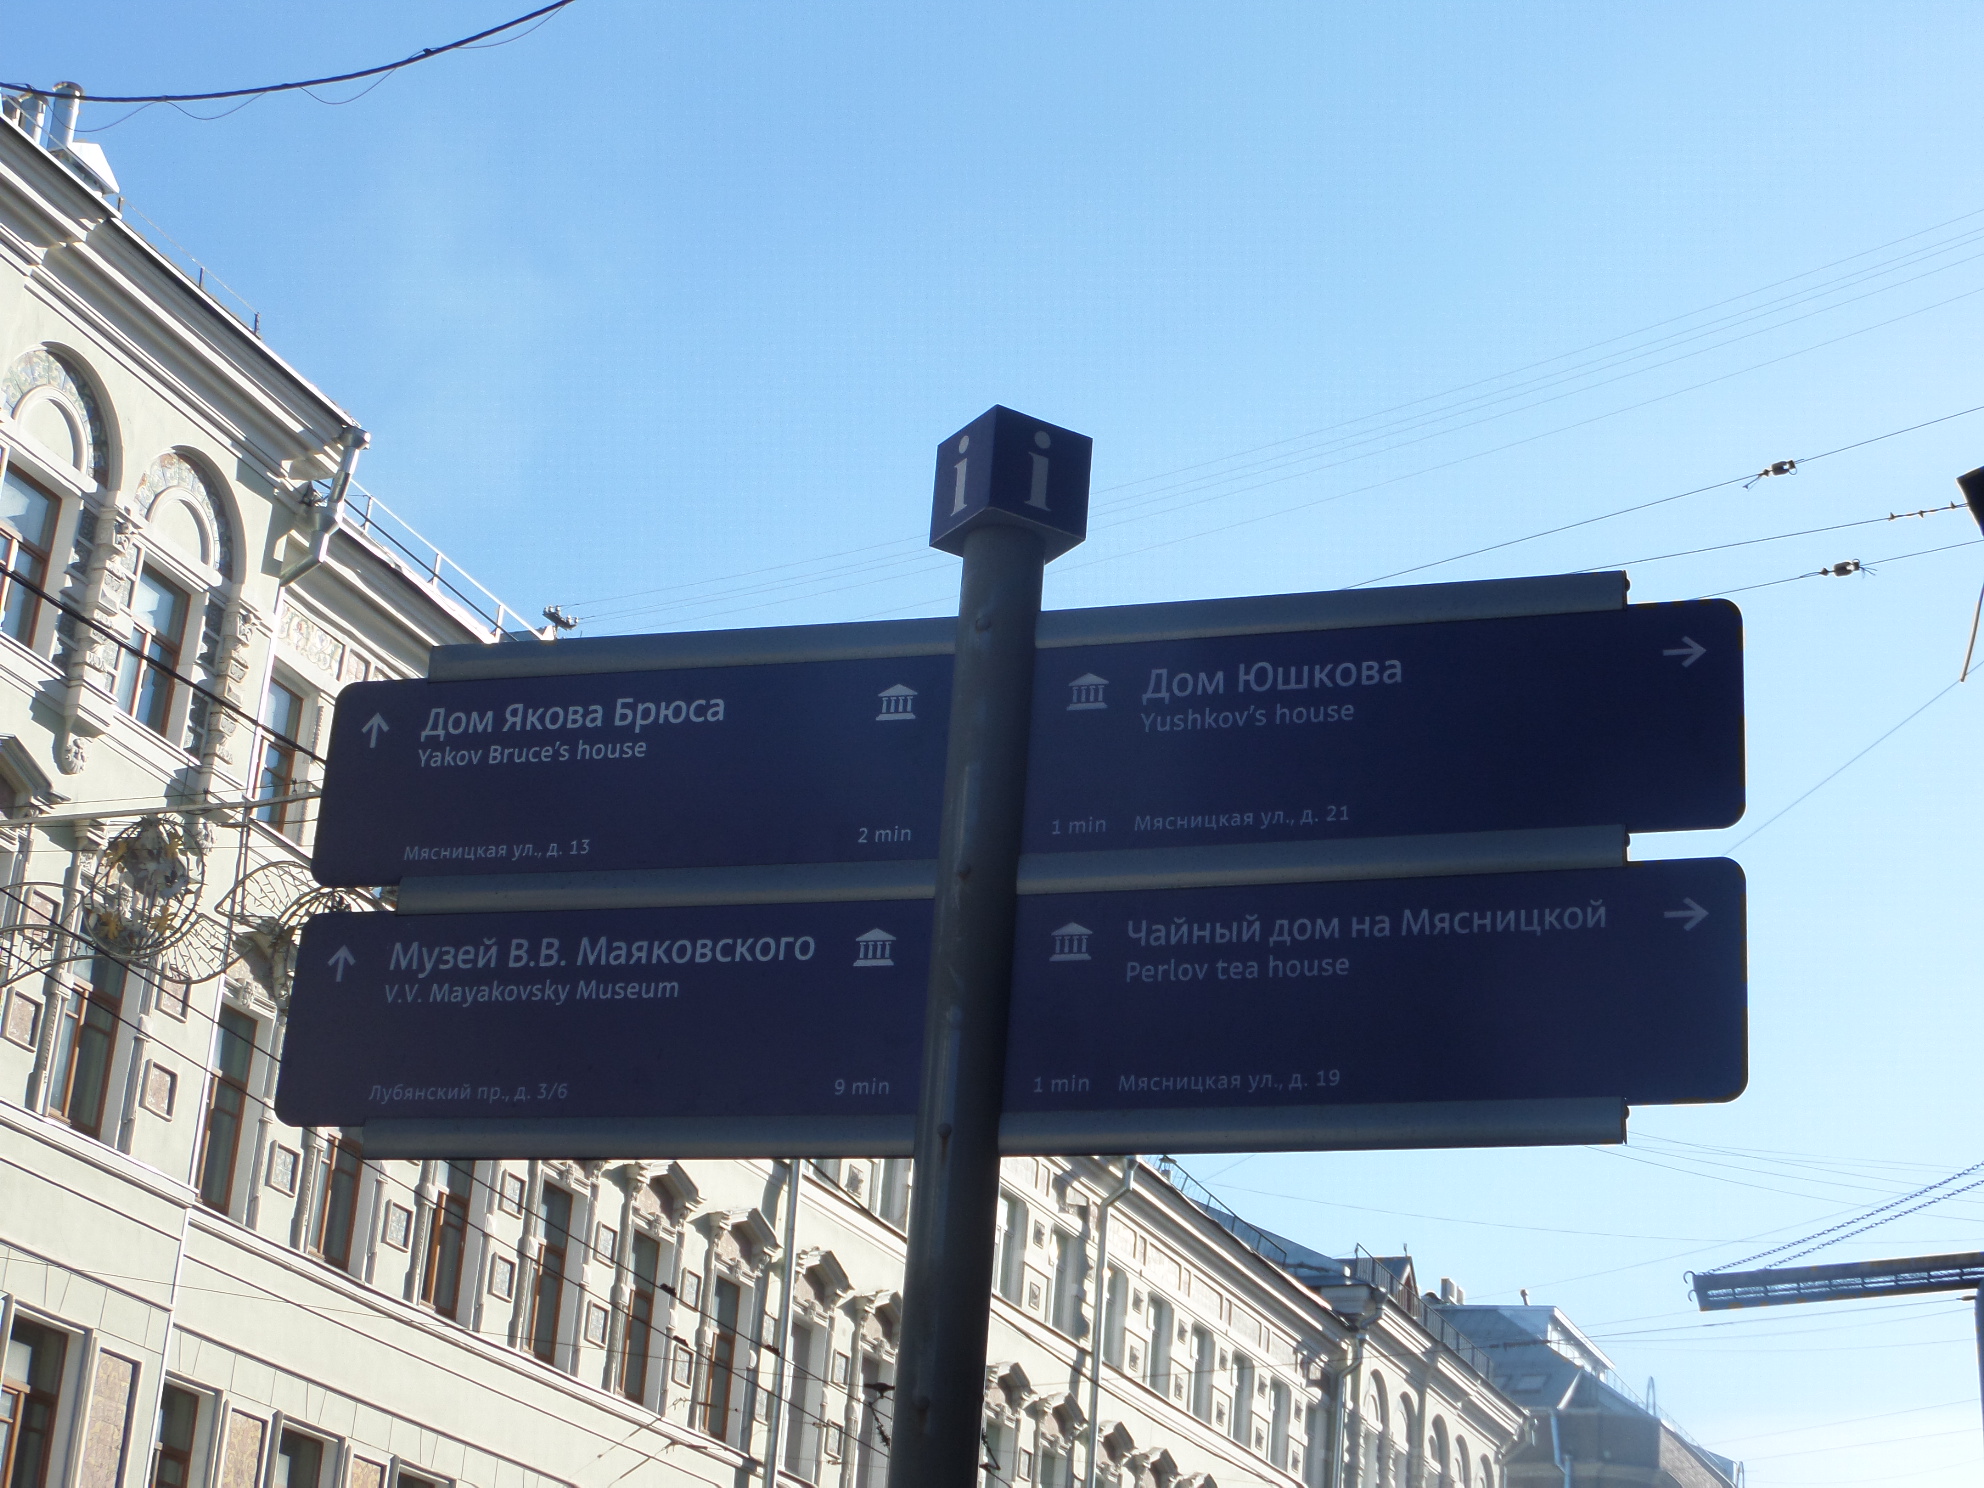 i i
Дом Якова Брюса
Yakov Bruce's house
Мясницкая ул., д. 13
2 min
Дом Юшкова
Yushkov's house
1 min
Мясницкая ул., д. 21
Музей В.В. Маяковского
V.V. Mayakovsky Museum
Лубянский пр., д. 3/6
9 min
Чайный дом на Мясницкой
Perlov tea house
1 min
Мясницкая ул., д. 19